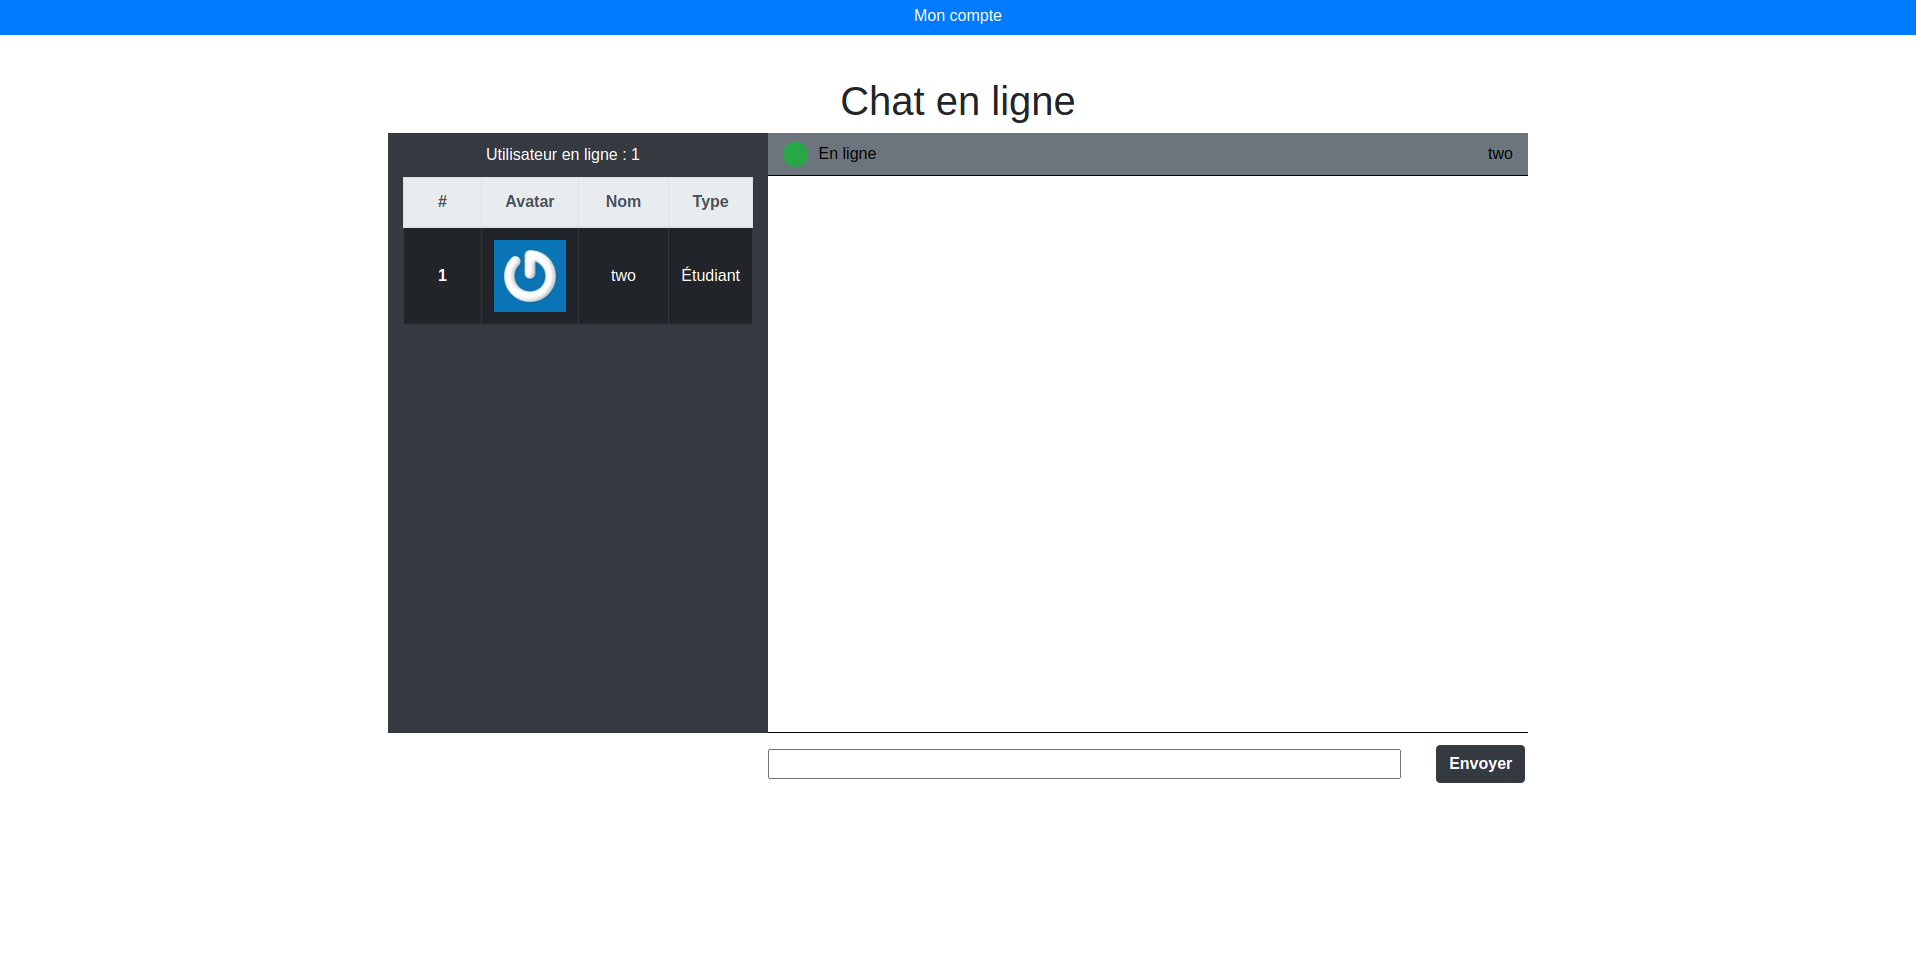 Mon compte
Chat en ligne
Utilisateur en ligne : 1
En ligne two
# Avatar Nom Type
1 two Étudiant
Envoyer